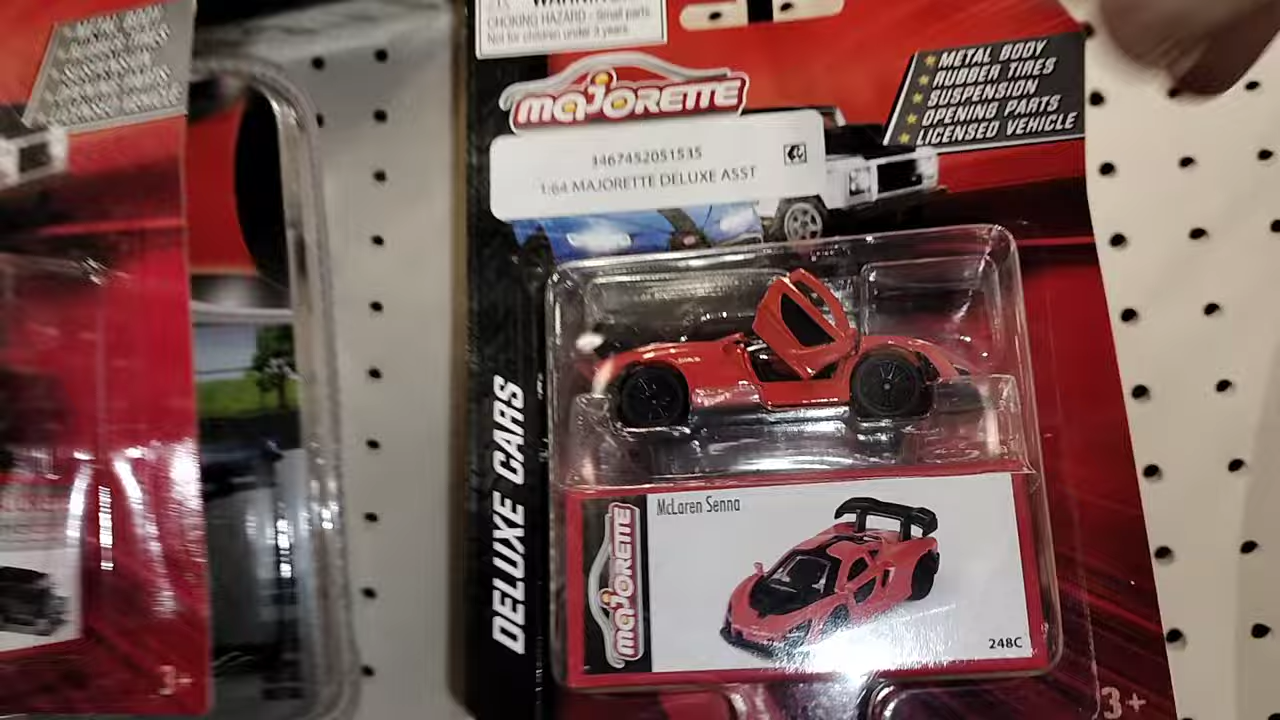 WARNING
CHOKING HAZARD - Small parts
Not for children under 3 years.
MAJORETTE
METAL BODY
RUBBER TIRES
SUSPENSION
OPENING PARTS
LICENSED VEHICLE
3467452051535
1:64 MAJORETTE DELUXE ASST
DELUXE CARS
McLaren Senna
MAJORETTE
248C
3+
3+